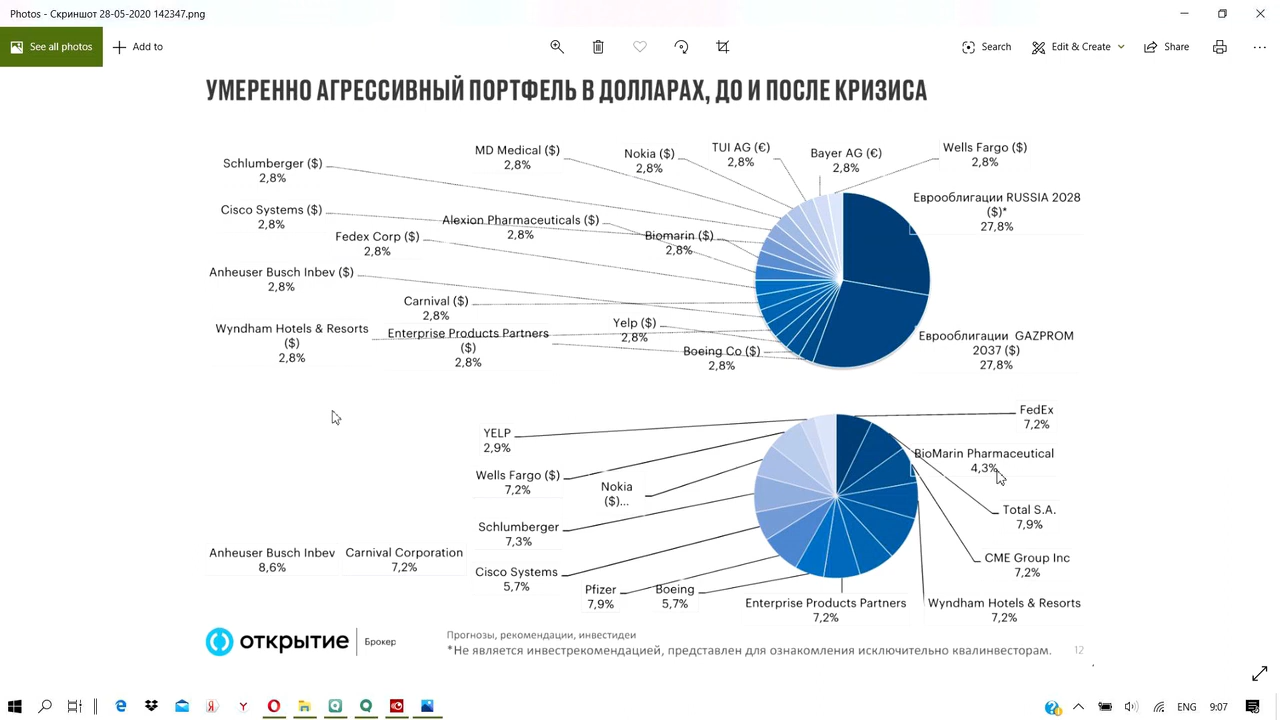 Photos - Скриншот 28-05-2020 142347.png
See all photos
Add to
Search
Edit & Create
Share
УМЕРЕННО АГРЕССИВНЫЙ ПОРТФЕЛЬ В ДОЛЛАРАХ, ДО И ПОСЛЕ КРИЗИСА
MD Medical ($)
2,8%
Nokia ($)
2,8%
TUI AG (€)
2,8%
Bayer AG (€)
2,8%
Wells Fargo ($)
2,8%
Schlumberger ($)
2,8%
Еврооблигации RUSSIA 2028
($)*
27,8%
Cisco Systems ($)
2,8%
Alexion Pharmaceuticals ($)
2,8%
Fedex Corp ($)
2,8%
Biomarin ($)
2,8%
Anheuser Busch Inbev ($)
2,8%
Carnival ($)
2,8%
Wyndham Hotels & Resorts
($)
2,8%
Enterprise Products Partners
($)
2,8%
Yelp ($)
2,8%
Boeing Co ($)
2,8%
Еврооблигации GAZPROM
2037 ($)
27,8%
FedEx
7,2%
YELP
2,9%
BioMarin Pharmaceutical
4,3%
Wells Fargo ($)
7,2%
Nokia
($)...
Total S.A.
7,9%
Schlumberger
7,3%
Anheuser Busch Inbev
8,6%
Carnival Corporation
7,2%
CME Group Inc
7,2%
Cisco Systems
5,7%
Pfizer
7,9%
Boeing
5,7%
Enterprise Products Partners
7,2%
Wyndham Hotels & Resorts
7,2%
открытие
Брокер
Прогнозы, рекомендации, инвестидеи
*Не является инвестрекомендацией, представлен для ознакомления исключительно квалинвесторам.
12
ENG
9:07